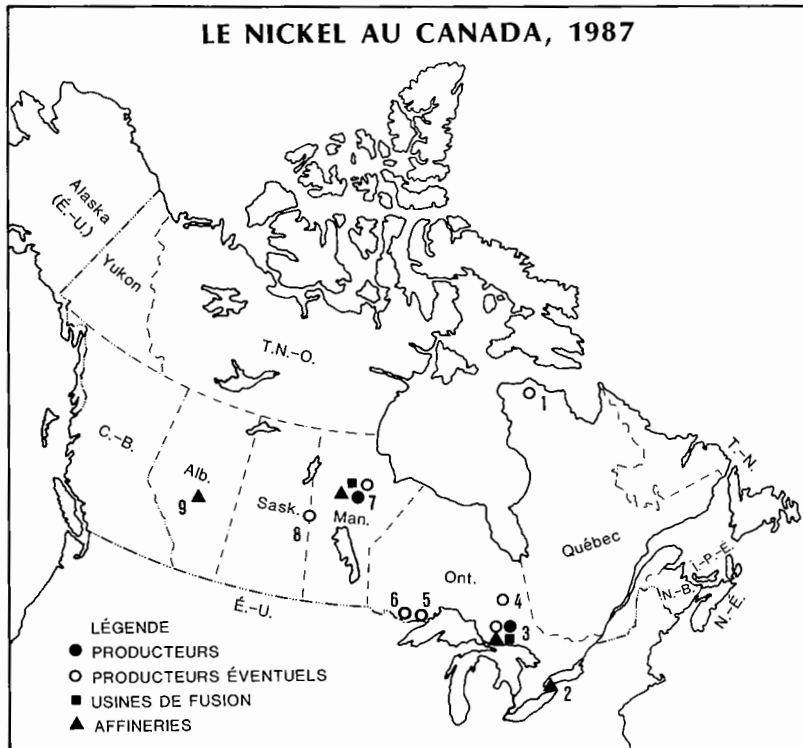 LE NICKEL AU CANADA, 1987
Alaska
(É.-U.)
Yukon
T.N.-O.
1
C.-B.
Alb.
9
Sask.
8
7
Man.
T.-N.
Québec
Î.-P.-É.
N.-B.
N.-É.
Ont.
4
6
5
3
É.-U.
2
LÉGENDE
● PRODUCTEURS
○ PRODUCTEURS ÉVENTUELS
■ USINES DE FUSION
▲ AFFINERIES